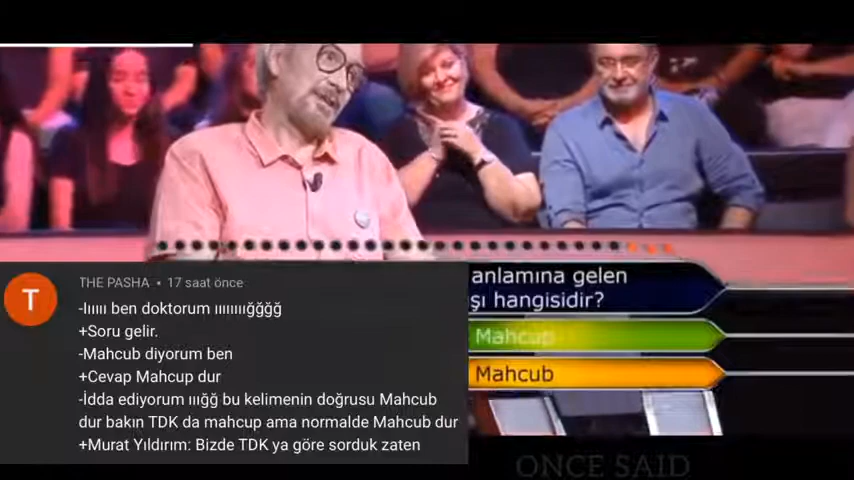 anlamına gelen
şı hangisidir?
Mahcup
Mahcub
T
THE PASHA • 17 saat önce
-Iıııı ben doktorum ıııııııığğğğ
+Soru gelir.
-Mahcub diyorum ben
+Cevap Mahcup dur
-İdda ediyorum ııığğ bu kelimenin doğrusu Mahcub
dur bakın TDK da mahcup ama normalde Mahcub dur
+Murat Yıldırım: Bizde TDK ya göre sorduk zaten
ONCE SAID